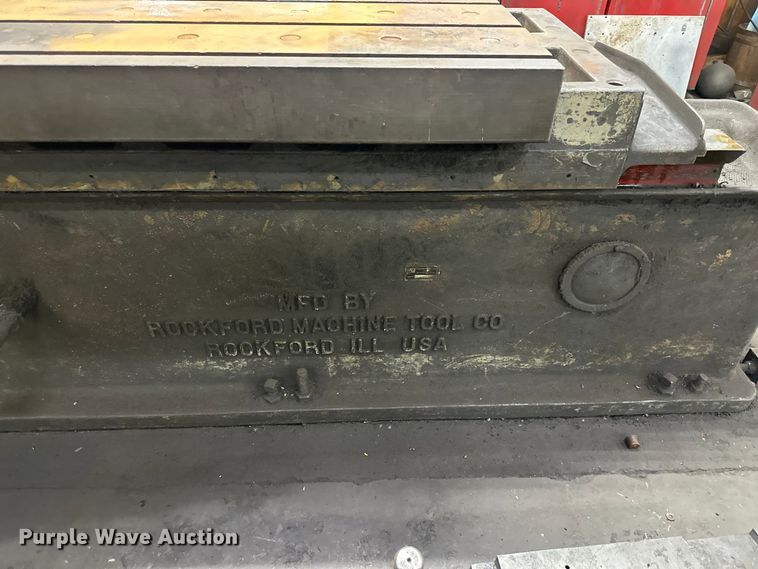 MFD BY
ROCKFORD MACHINE TOOL CO
ROCKFORD ILL USA
Purple Wave Auction